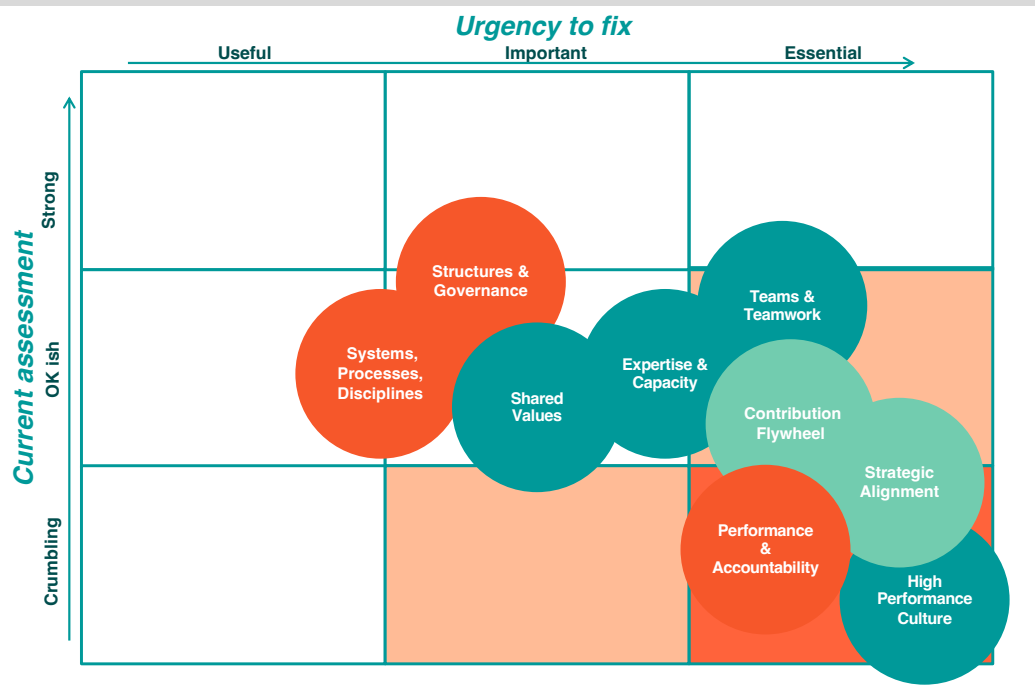 Urgency to fix
Useful
Important
Essential
Current assessment
Strong
OK ish
Crumbling
Structures &
Governance
Teams &
Teamwork
Systems,
Processes,
Disciplines
Shared
Values
Expertise &
Capacity
Contribution
Flywheel
Strategic
Alignment
Performance
&
Accountability
High
Performance
Culture